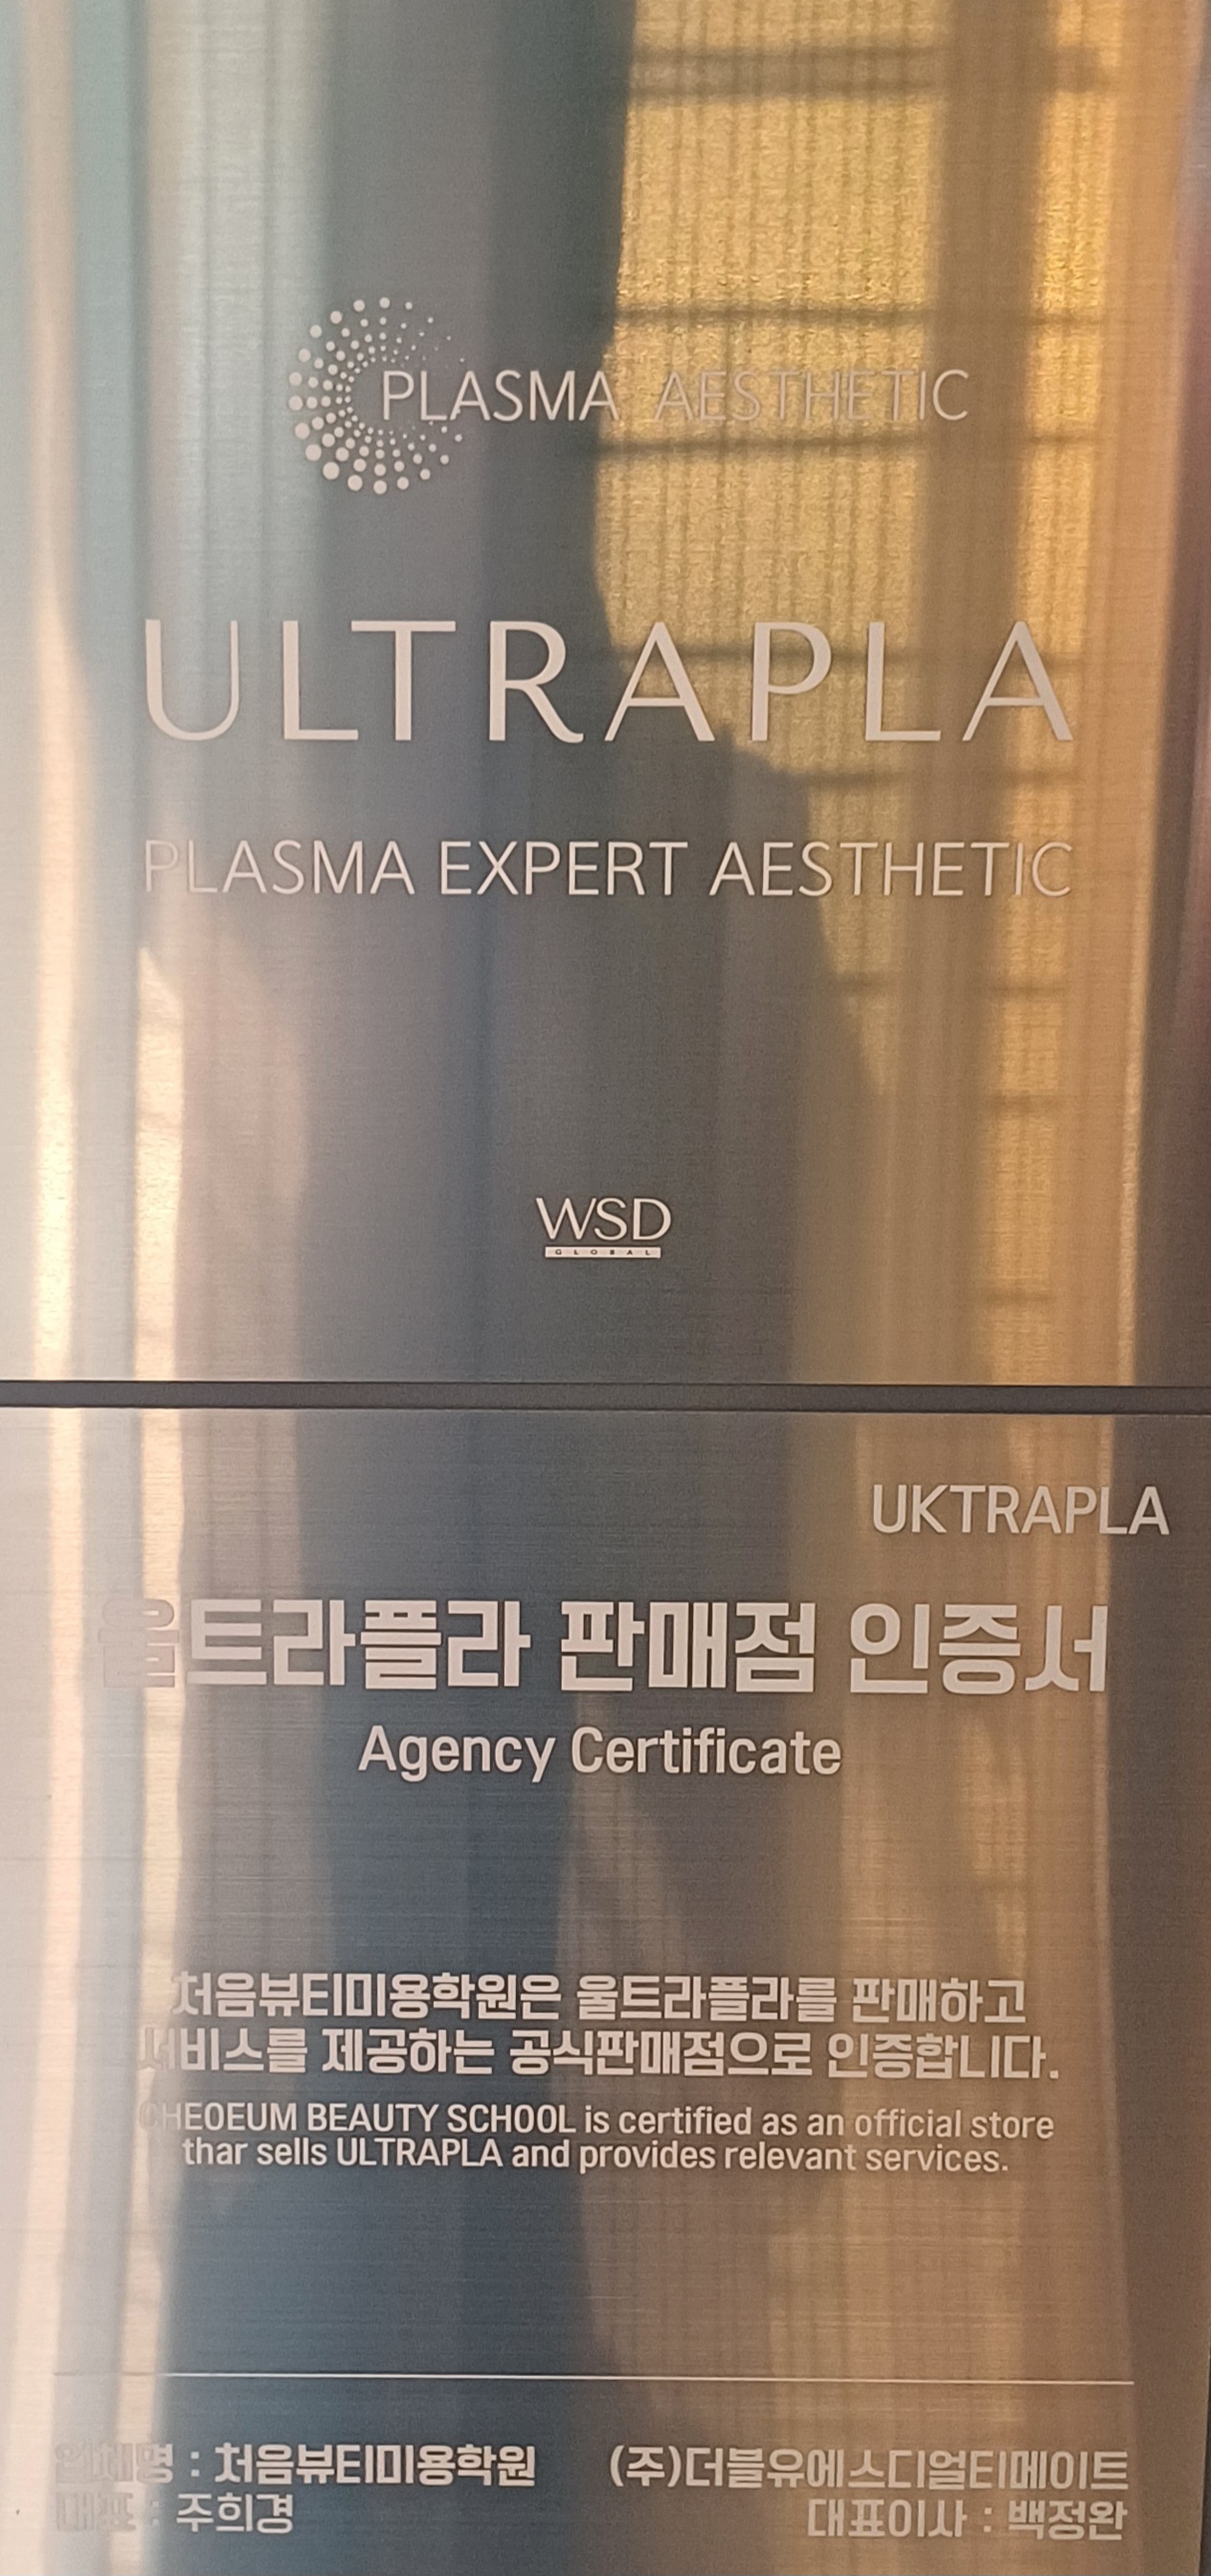 PLASMA AESTHETIC
ULTRAPLA
PLASMA EXPERT AESTHETIC
WSD
GLOBAL
UKTRAPLA
울트라플라 판매점 인증서
Agency Certificate
처음뷰티미용학원은 울트라플라를 판매하고
서비스를 제공하는 공식판매점으로 인증합니다.
CHEOEUM BEAUTY SCHOOL is certified as an official store
thar sells ULTRAPLA and provides relevant services.
업체명 : 처음뷰티미용학원
대표 : 주희경
(주)더블유에스디얼티메이트
대표이사 : 백정완